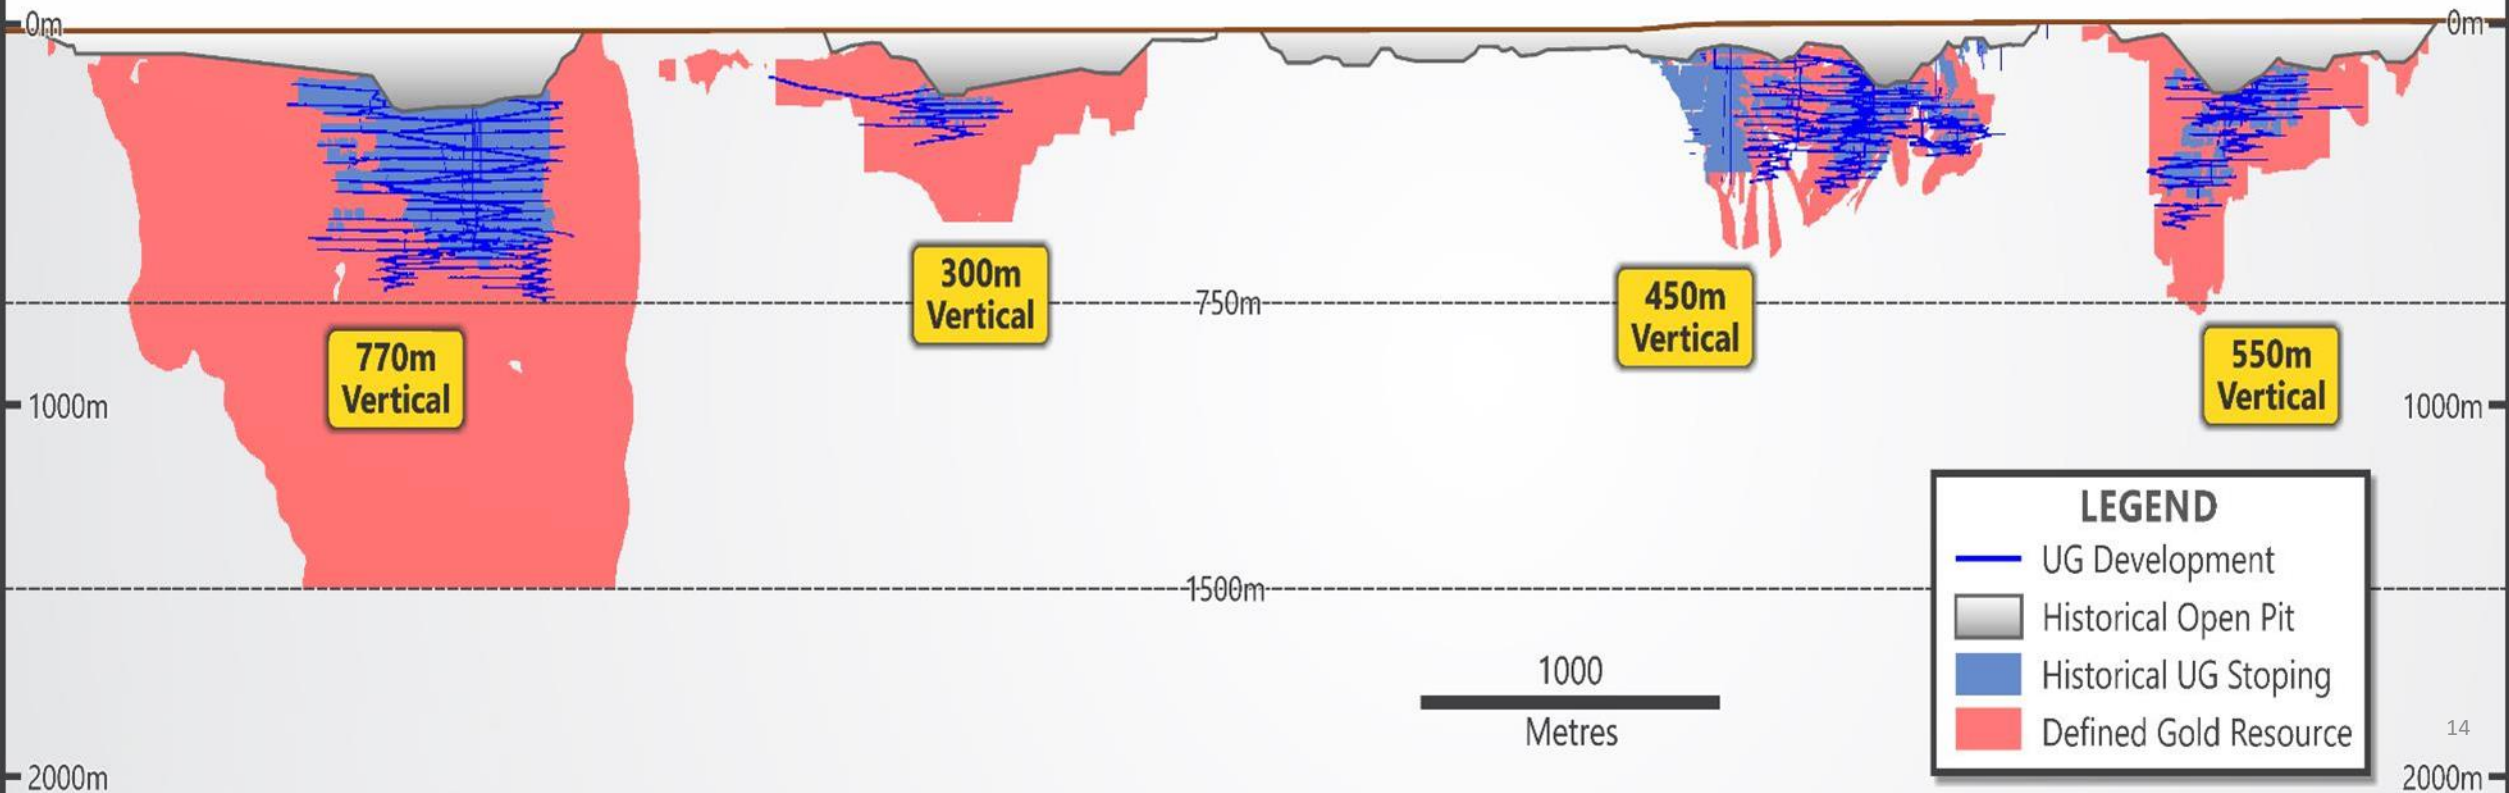 0m
0m
300m
Vertical
450m
Vertical
750m
770m
Vertical
550m
Vertical
1000m
1000m
LEGEND
UG Development
Historical Open Pit
Historical UG Stoping
Defined Gold Resource
1500m
1000
Metres
14
2000m
2000m